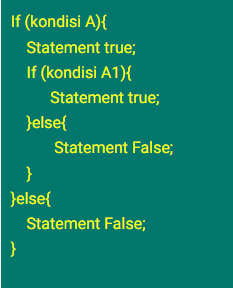 If (kondisi A){
Statement true;
If (kondisi A1){
Statement true;
}else{
Statement False;
}
}else{
Statement False;
}